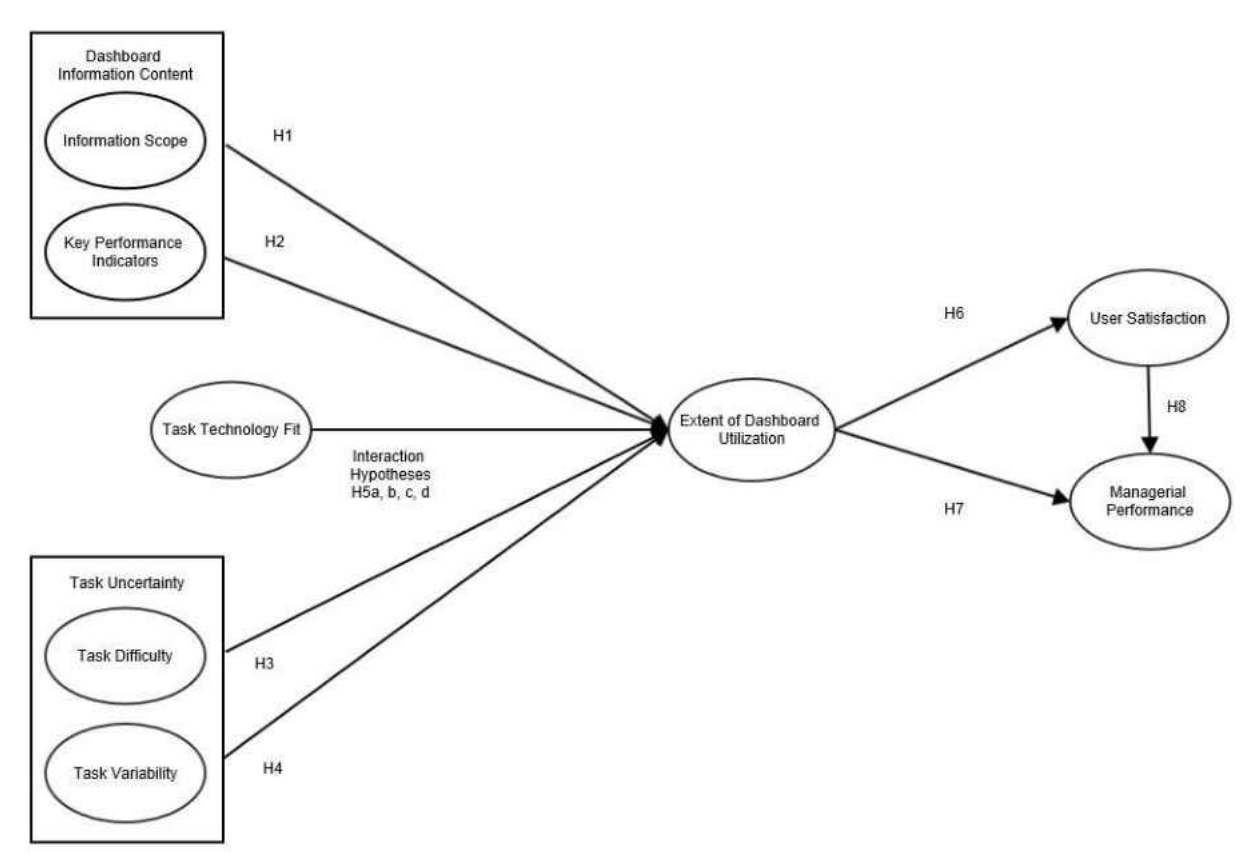 Dashboard
Information Content
Information Scope
H1
Key Performance
Indicators
H2
Task Technology Fit
Interaction
Hypotheses
H5a, b, c, d
Extent of Dashboard
Utilization
H6
User Satisfaction
H8
H7
Managerial
Performance
Task Uncertainty
Task Difficulty
H3
Task Variability
H4